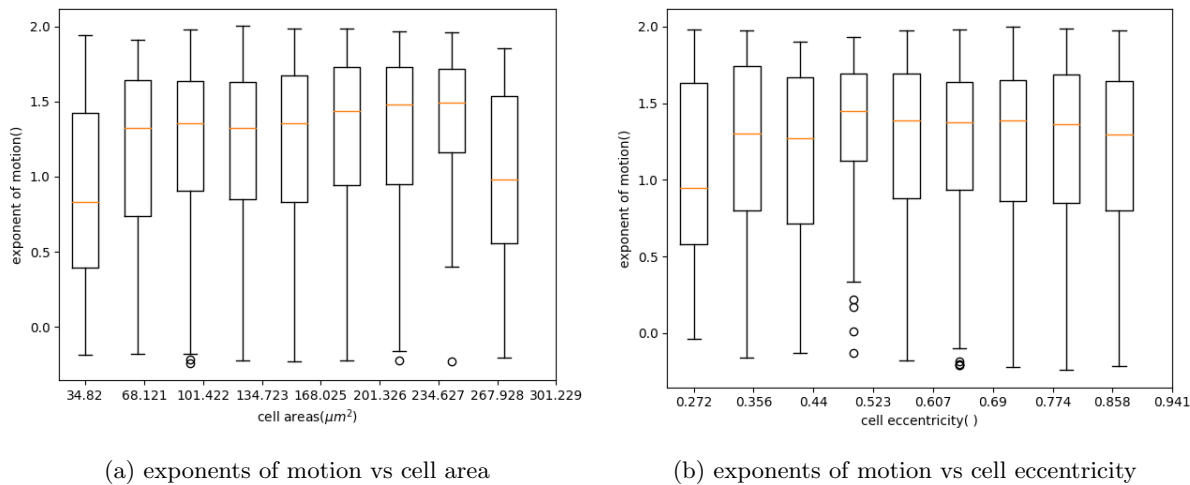 2.0
1.5
1.0
0.5
0.0
exponent of motion()
34.82 68.121 101.422 134.723 168.025 201.326 234.627 267.928 301.229
cell areas(μm²)
(a) exponents of motion vs cell area
2.0
1.5
1.0
0.5
0.0
exponent of motion()
0.272 0.356 0.44 0.523 0.607 0.69 0.774 0.858 0.941
cell eccentricity( )
(b) exponents of motion vs cell eccentricity